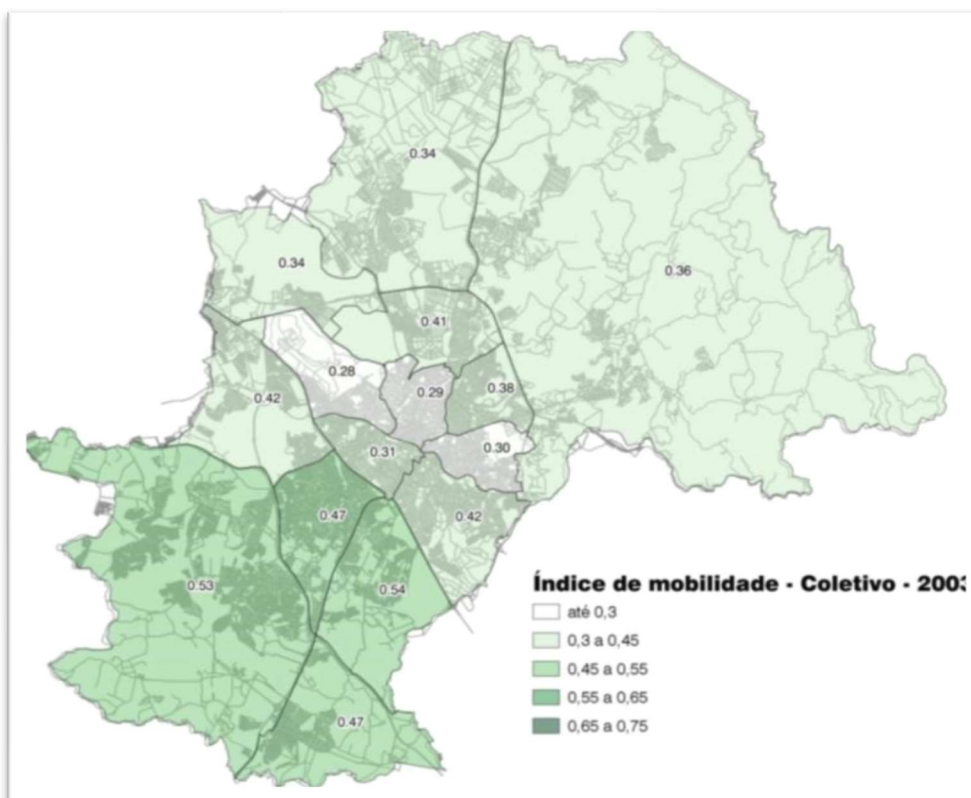 0.34
0.34
0.36
0.41
0.28
0.29
0.38
0.42
0.31
0.30
0.47
0.42
0.53
0.54
0.47
Índice de mobilidade - Coletivo - 2003
até 0,3
0,3 a 0,45
0,45 a 0,55
0,55 a 0,65
0,65 a 0,75